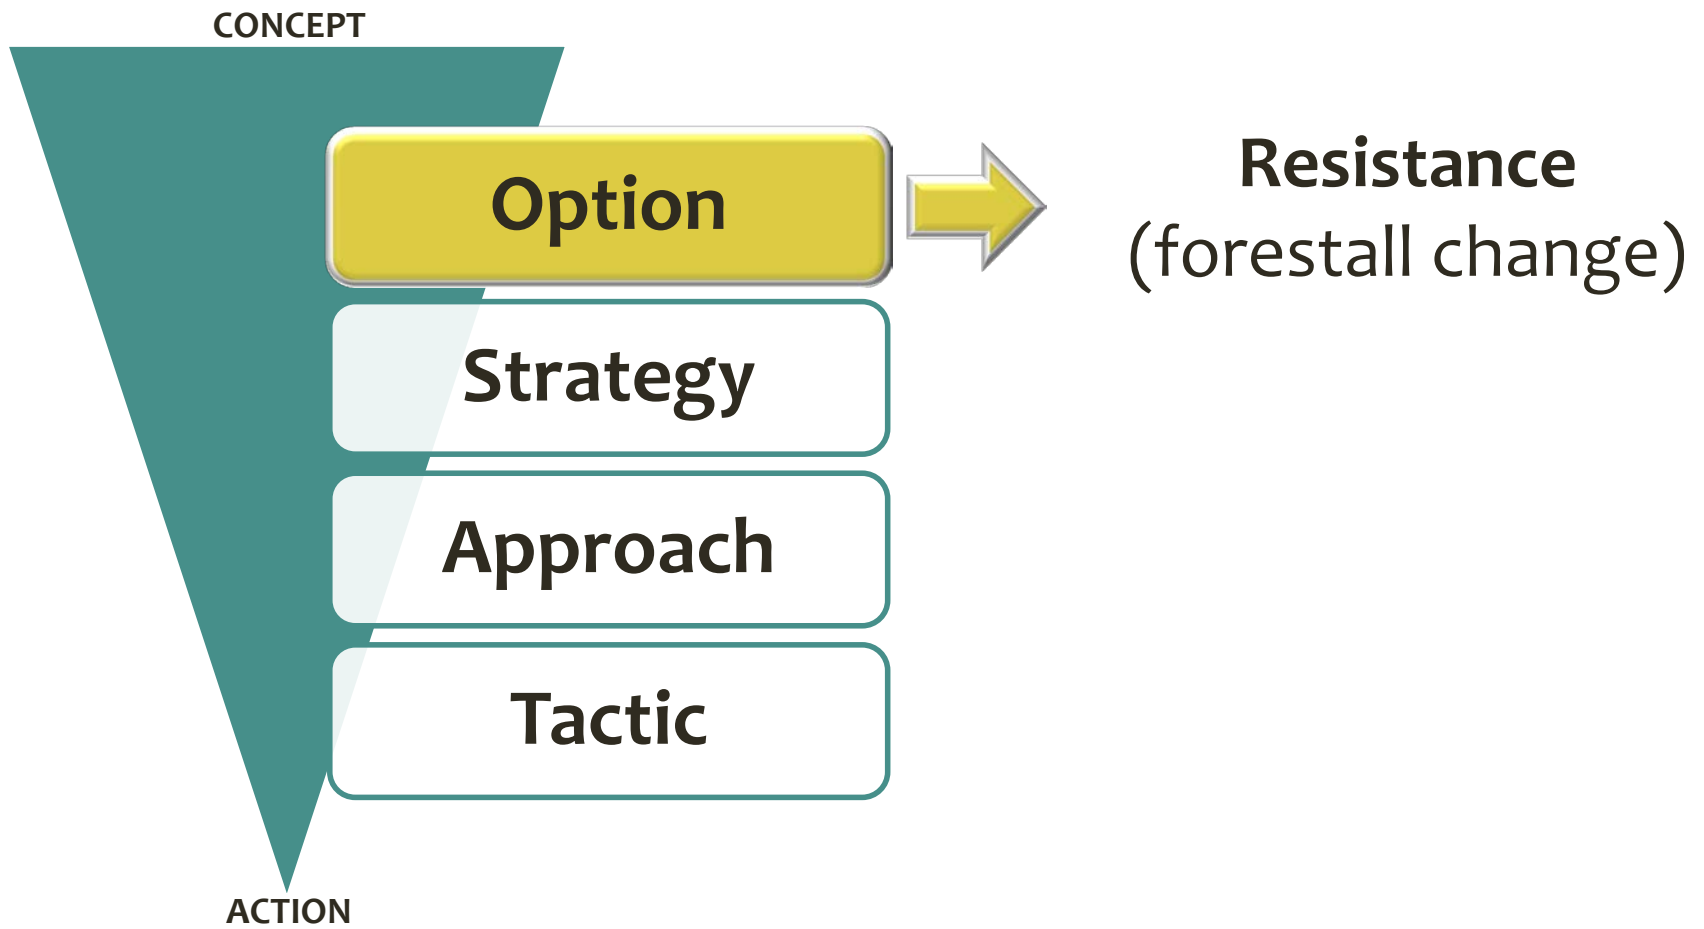 CONCEPT
Option
Resistance
(forestall change)
Strategy
Approach
Tactic
ACTION